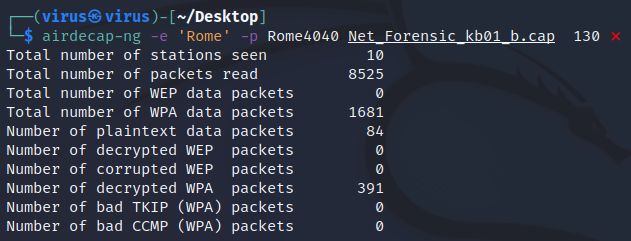 ┌──(virus㉿virus)-[~/Desktop]
└─$ airdecap-ng -e 'Rome' -p Rome4040 Net_Forensic_kb01_b.cap  130 ⨯
Total number of stations seen           10
Total number of packets read          8525
Total number of WEP data packets         0
Total number of WPA data packets      1681
Number of plaintext data packets        84
Number of decrypted WEP  packets         0
Number of corrupted WEP  packets         0
Number of decrypted WPA  packets       391
Number of bad TKIP (WPA) packets         0
Number of bad CCMP (WPA) packets         0